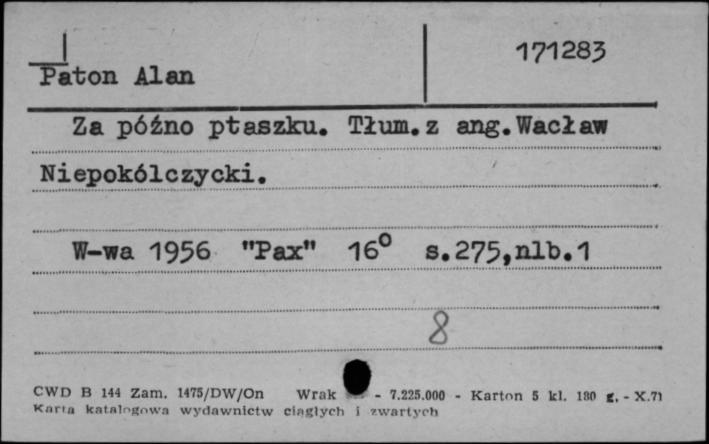 171283
Paton Alan
Za późno ptaszku. Tłum.z ang.Wacław
Niepokólczycki.
W-wa 1956 "Pax" 16° s.275,nlb.1
8
CWD B 144 Zam. 1475/DW/On Wrak - 7.225.000 - Karton 5 kl. 180 g. - X.71
Karta katalogowa wydawnictw ciągłych i zwartych